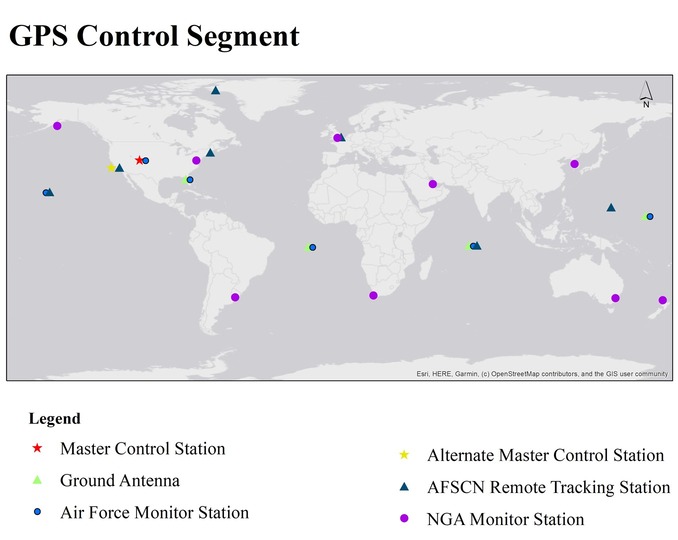 GPS Control Segment
N
Esri, HERE, Garmin, (c) OpenStreetMap contributors, and the GIS user community
Legend
Master Control Station
Ground Antenna
Air Force Monitor Station
Alternate Master Control Station
AFSCN Remote Tracking Station
NGA Monitor Station